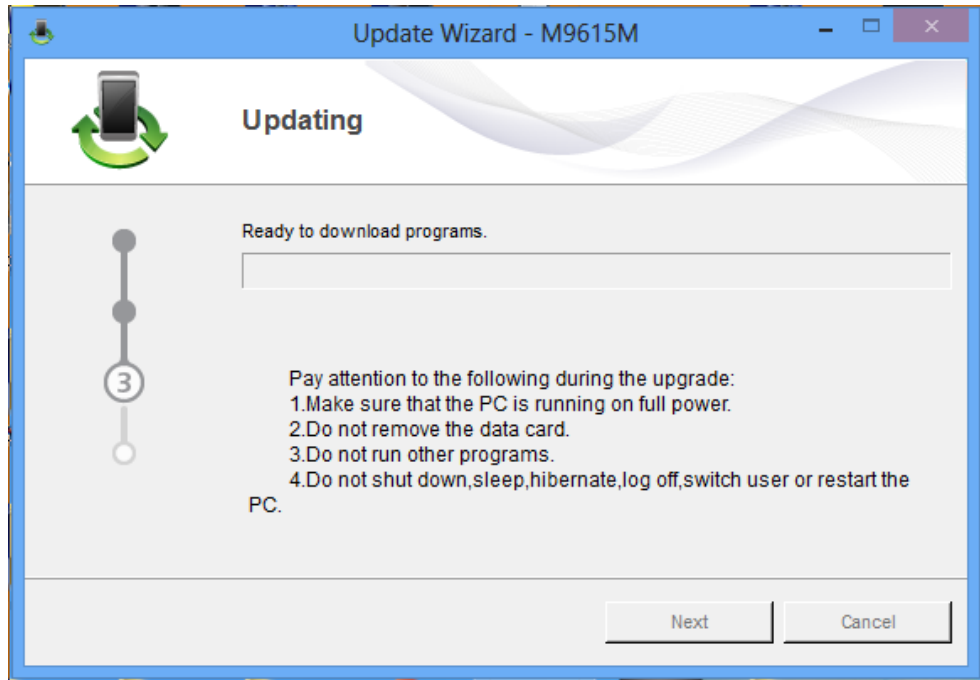 Update Wizard - M9615M
Updating
Ready to download programs.
3
Pay attention to the following during the upgrade:
1.Make sure that the PC is running on full power.
2.Do not remove the data card.
3.Do not run other programs.
4.Do not shut down,sleep,hibernate,log off,switch user or restart the
PC.
Next
Cancel